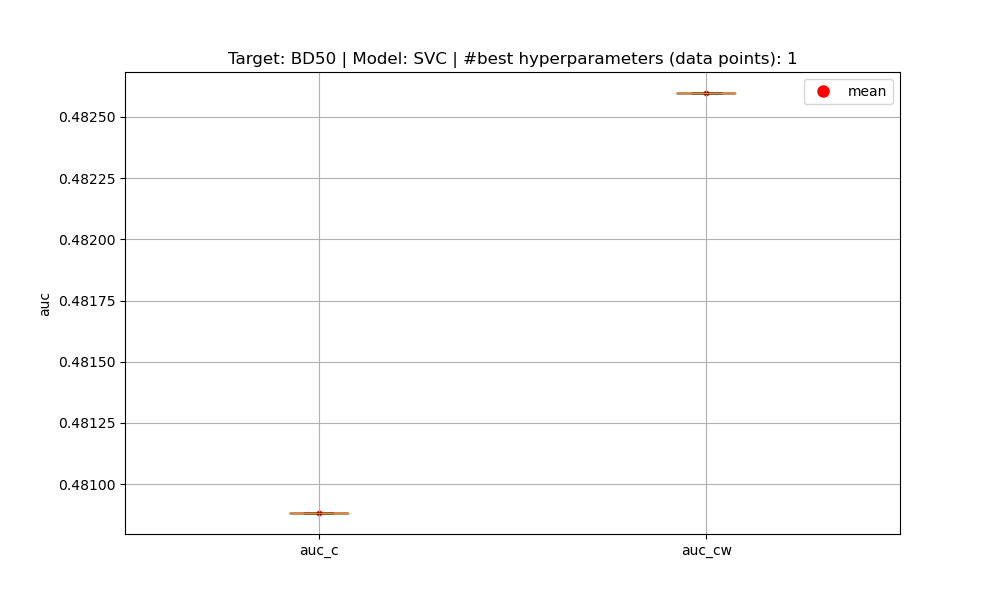 Target: BD50 | Model: SVC | #best hyperparameters (data points): 1
mean
0.48250
0.48225
0.48200
0.48175
0.48150
0.48125
0.48100
auc
auc_c
auc_cw